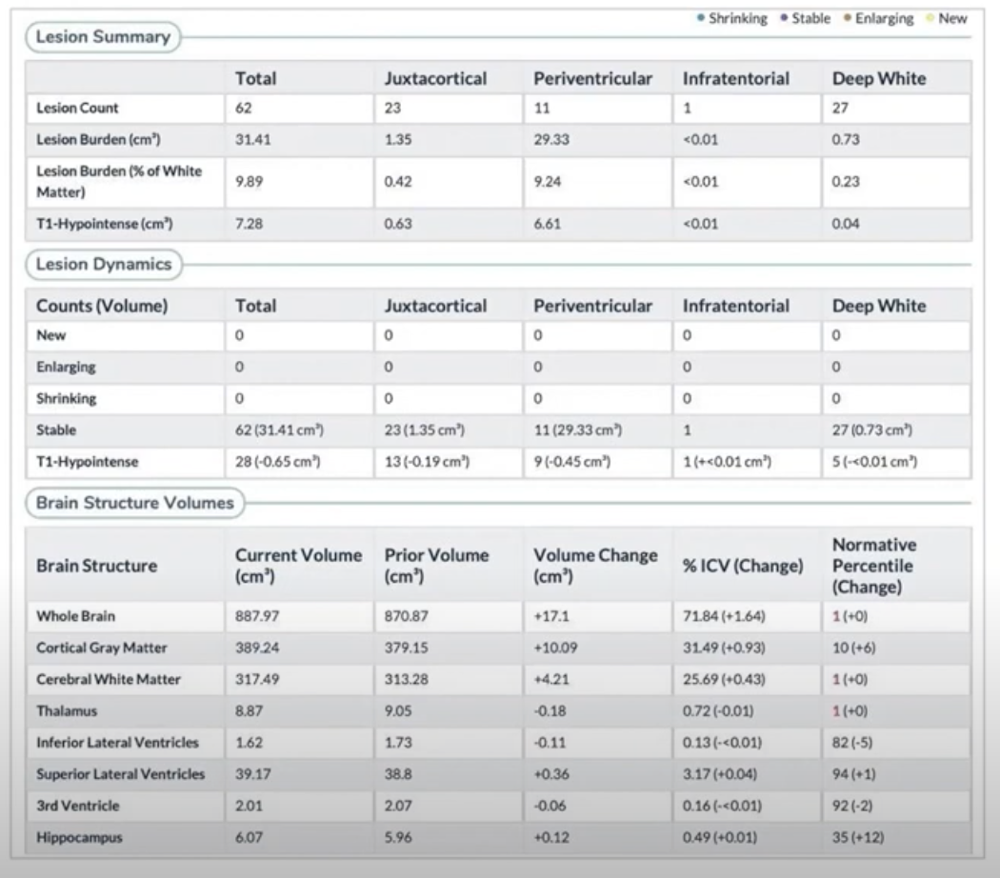 Shrinking Stable Enlarging New
Lesion Summary
Total Juxtacortical Periventricular Infratentorial Deep White
Lesion Count 62 23 11 1 27
Lesion Burden (cm³) 31.41 1.35 29.33 <0.01 0.73
Lesion Burden (% of White
Matter) 9.89 0.42 9.24 <0.01 0.23
T1-Hypointense (cm³) 7.28 0.63 6.61 <0.01 0.04
Lesion Dynamics
Counts (Volume) Total Juxtacortical Periventricular Infratentorial Deep White
New 0 0 0 0 0
Enlarging 0 0 0 0 0
Shrinking 0 0 0 0 0
Stable 62 (31.41 cm³) 23 (1.35 cm³) 11 (29.33 cm³) 1 27 (0.73 cm³)
T1-Hypointense 28 (-0.65 cm³) 13 (-0.19 cm³) 9 (-0.45 cm³) 1 (+<0.01 cm³) 5 (-<0.01 cm³)
Brain Structure Volumes
Brain Structure Current Volume (cm³) Prior Volume (cm³) Volume Change (cm³) % ICV (Change) Normative Percentile (Change)
Whole Brain 887.97 870.87 +17.1 71.84 (+1.64) 1 (+0)
Cortical Gray Matter 389.24 379.15 +10.09 31.49 (+0.93) 10 (+6)
Cerebral White Matter 317.49 313.28 +4.21 25.69 (+0.43) 1 (+0)
Thalamus 8.87 9.05 -0.18 0.72 (-0.01) 1 (+0)
Inferior Lateral Ventricles 1.62 1.73 -0.11 0.13 (-<0.01) 82 (-5)
Superior Lateral Ventricles 39.17 38.8 +0.36 3.17 (+0.04) 94 (+1)
3rd Ventricle 2.01 2.07 -0.06 0.16 (-<0.01) 92 (-2)
Hippocampus 6.07 5.96 +0.12 0.49 (+0.01) 35 (+12)